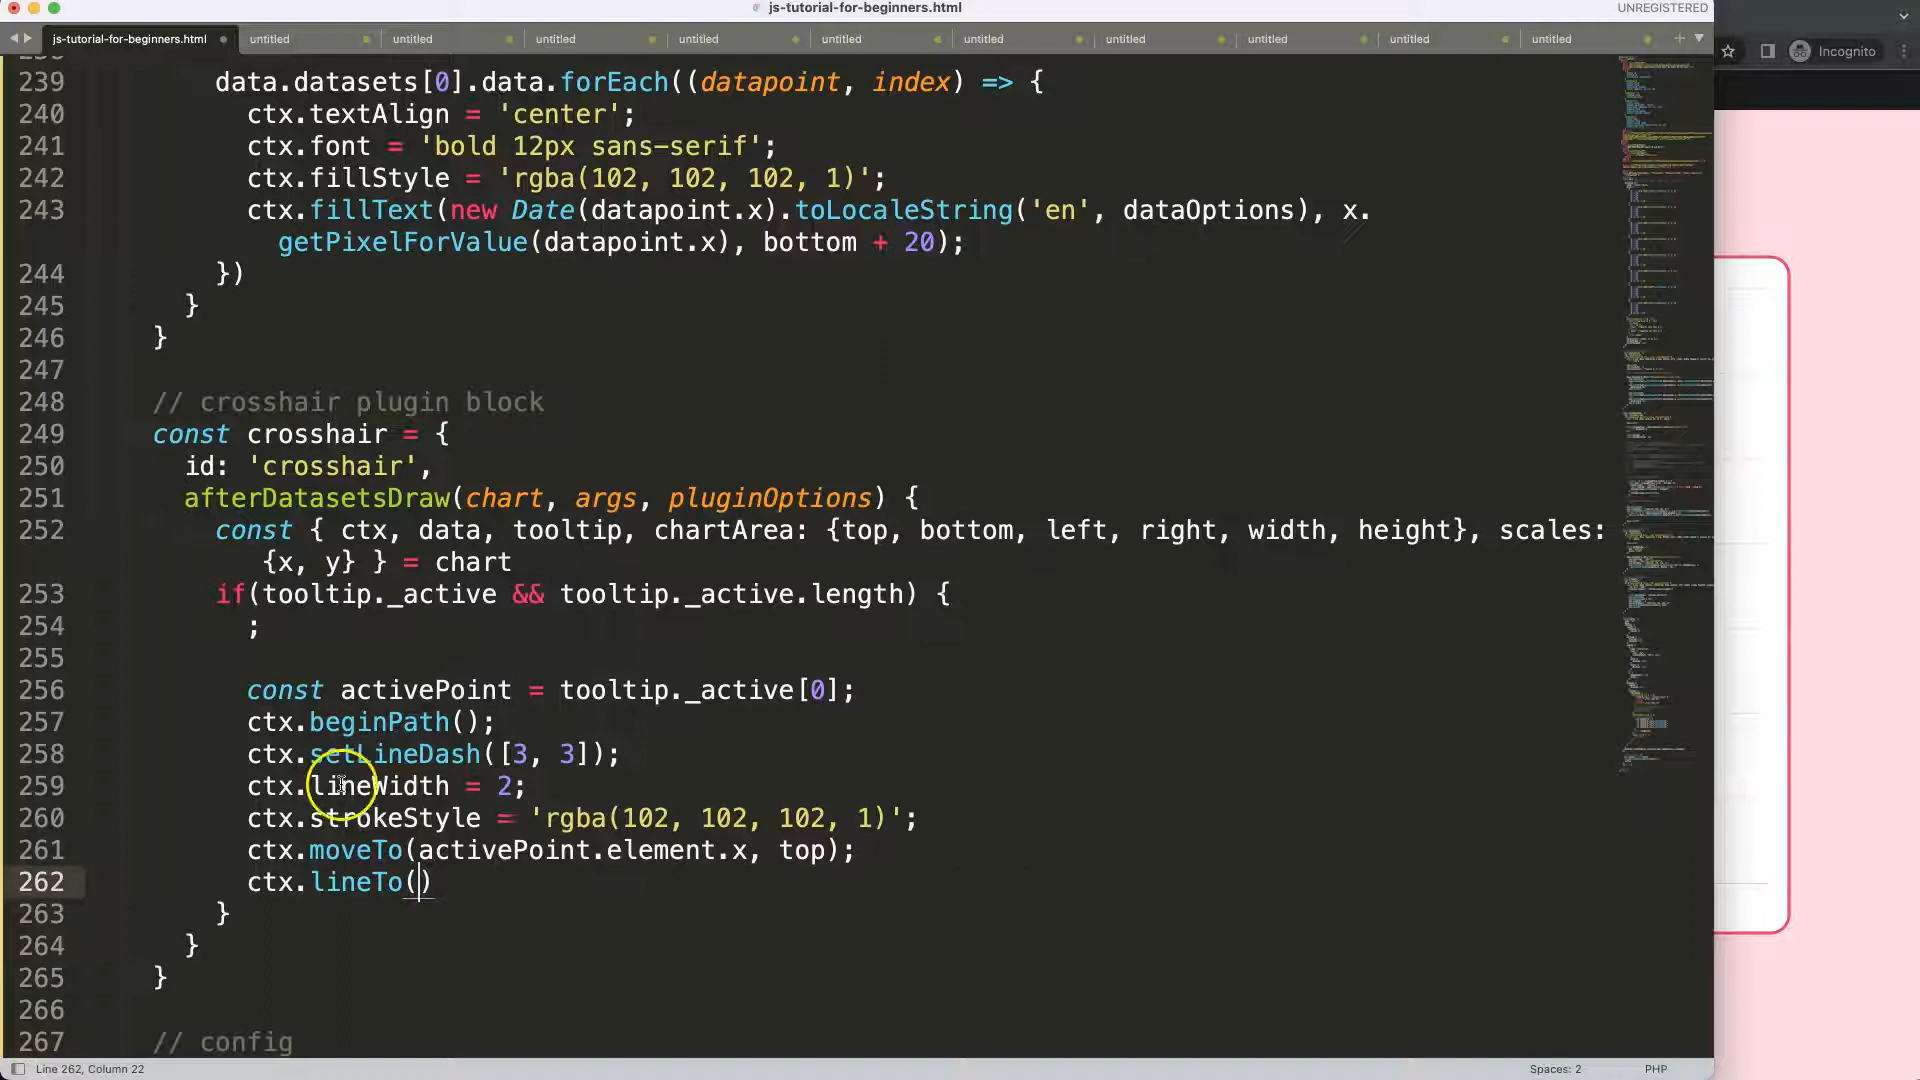 js-tutorial-for-beginners.html
UNREGISTERED
js-tutorial-for-beginners.html untitled untitled untitled untitled untitled untitled untitled untitled untitled untitled
Incognito
239 data.datasets[0].data.forEach((datapoint, index) => {
240 ctx.textAlign = 'center';
241 ctx.font = 'bold 12px sans-serif';
242 ctx.fillStyle = 'rgba(102, 102, 102, 1)';
243 ctx.fillText(new Date(datapoint.x).toLocaleString('en', dataOptions), x.
getPixelForValue(datapoint.x), bottom + 20);
244 })
245 }
246 }
247
248 // crosshair plugin block
249 const crosshair = {
250 id: 'crosshair',
251 afterDatasetsDraw(chart, args, pluginOptions) {
252 const { ctx, data, tooltip, chartArea: {top, bottom, left, right, width, height}, scales:
{x, y} } = chart
253 if(tooltip._active && tooltip._active.length) {
254 ;
255
256 const activePoint = tooltip._active[0];
257 ctx.beginPath();
258 ctx.setLineDash([3, 3]);
259 ctx.lineWidth = 2;
260 ctx.strokeStyle = 'rgba(102, 102, 102, 1)';
261 ctx.moveTo(activePoint.element.x, top);
262 ctx.lineTo()
263 }
264 }
265 }
266
267 // config
Line 262, Column 22
Spaces: 2
PHP